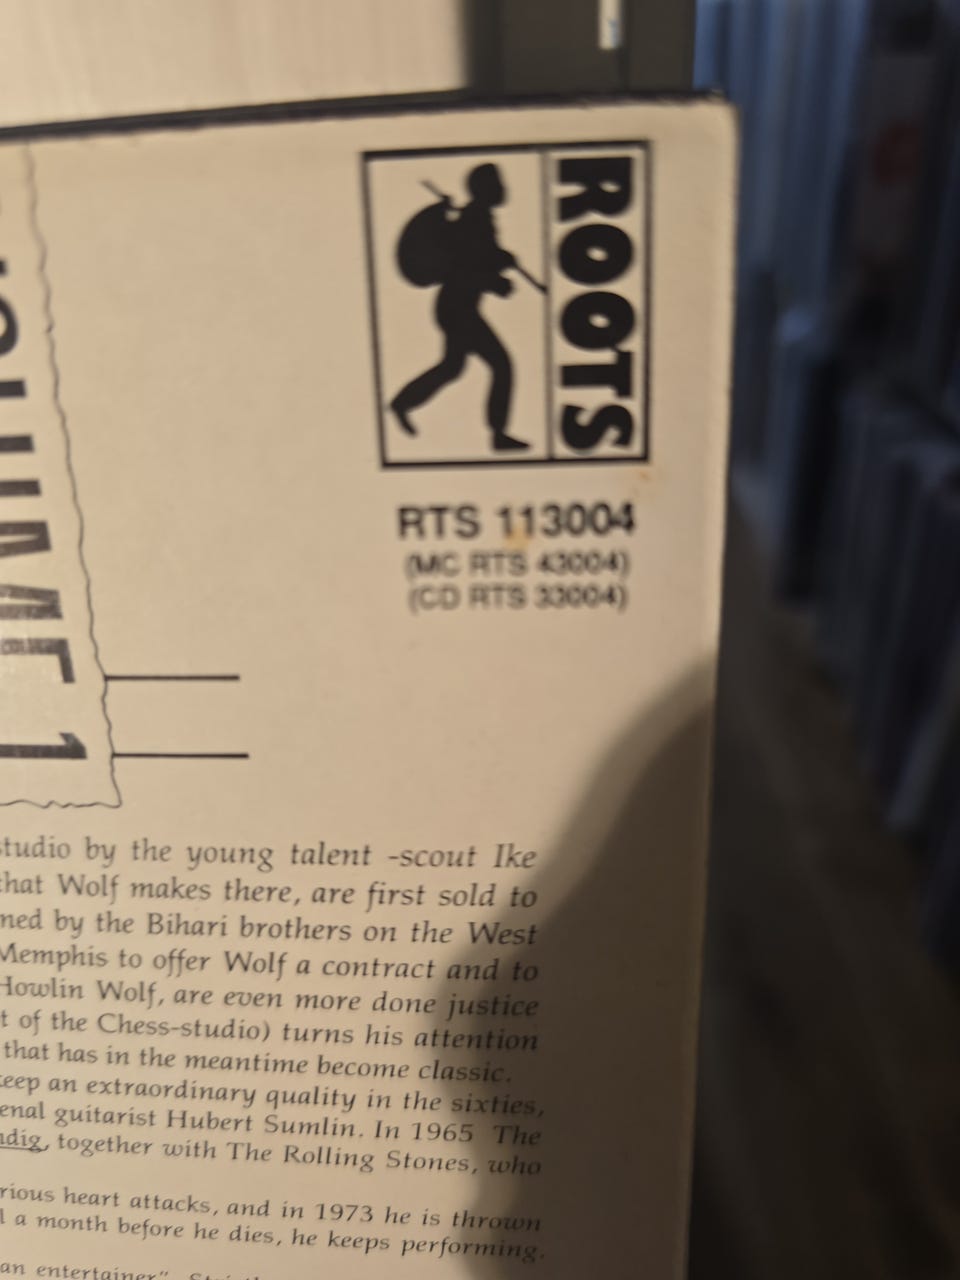 ROOTS
RTS 113004
(MC RTS 43004)
(CD RTS 33004)
VOLUME 1
studio by the young talent -scout Ike
that Wolf makes there, are first sold to
by the Bihari brothers on the West
Memphis to offer Wolf a contract and to
Howlin Wolf, are even more done justice
t of the Chess-studio) turns his attention
that has in the meantime become classic.
keep an extraordinary quality in the sixties,
guitarist Hubert Sumlin. In 1965 The
together with The Rolling Stones, who
heart attacks, and in 1973 he is thrown
a month before he dies, he keeps performing.
an entertainer".